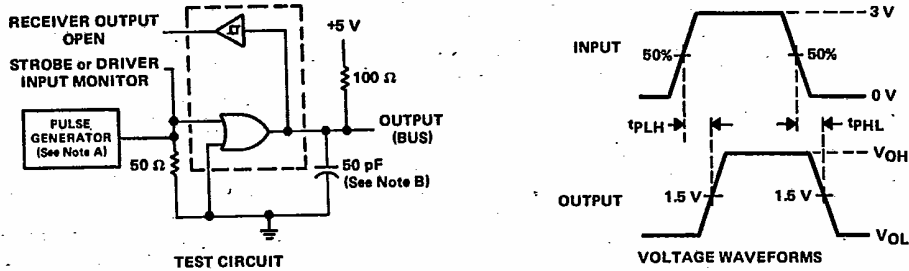 RECEIVER OUTPUT
OPEN
STROBE or DRIVER
INPUT MONITOR
PULSE
GENERATOR
(See Note A)
50 Ω
+5 V
100 Ω
OUTPUT
(BUS)
50 pF
(See Note B)
TEST CIRCUIT
INPUT
50%
50%
3 V
0 V
tPLH
tPHL
OUTPUT
1.5 V
1.5 V
VOH
VOL
VOLTAGE WAVEFORMS